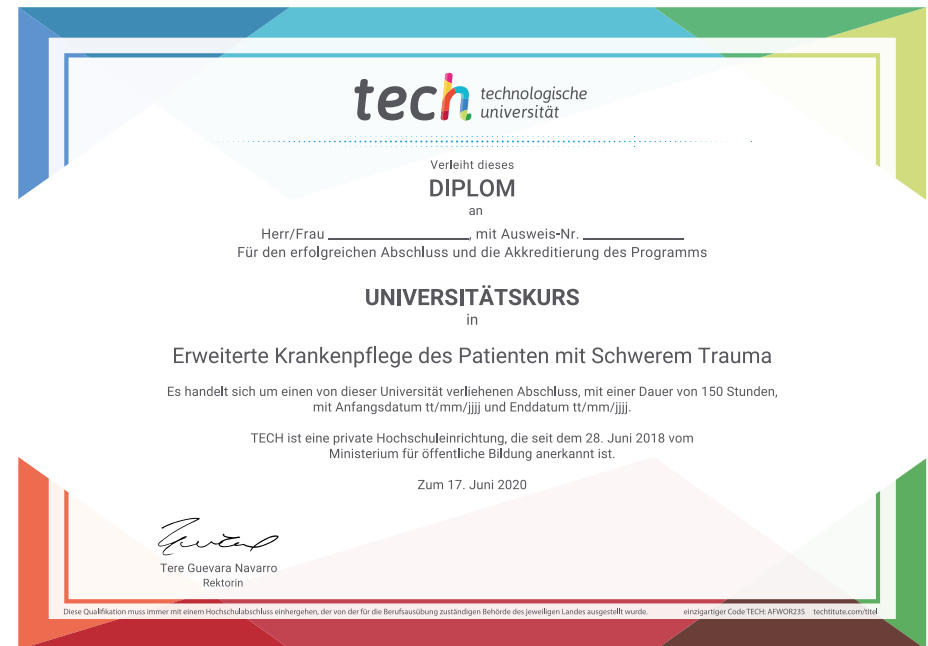 tech technologische
universität
Verleiht dieses
DIPLOM
an
Herr/Frau ____________________, mit Ausweis-Nr. ______________
Für den erfolgreichen Abschluss und die Akkreditierung des Programms
UNIVERSITÄTSKURS
in
Erweiterte Krankenpflege des Patienten mit Schwerem Trauma
Es handelt sich um einen von dieser Universität verliehenen Abschluss, mit einer Dauer von 150 Stunden,
mit Anfangsdatum tt/mm/jjjj und Enddatum tt/mm/jjjj.
TECH ist eine private Hochschuleinrichtung, die seit dem 28. Juni 2018 vom
Ministerium für öffentliche Bildung anerkannt ist.
Zum 17. Juni 2020
Tere Guevara Navarro
Rektorin
Diese Qualifikation muss immer mit einem Hochschulabschluss einhergehen, der von der für die Berufsausübung zuständigen Behörde des jeweiligen Landes ausgestellt wurde. einzigartiger Code TECH: AFWOR23S techtitute.com/titel